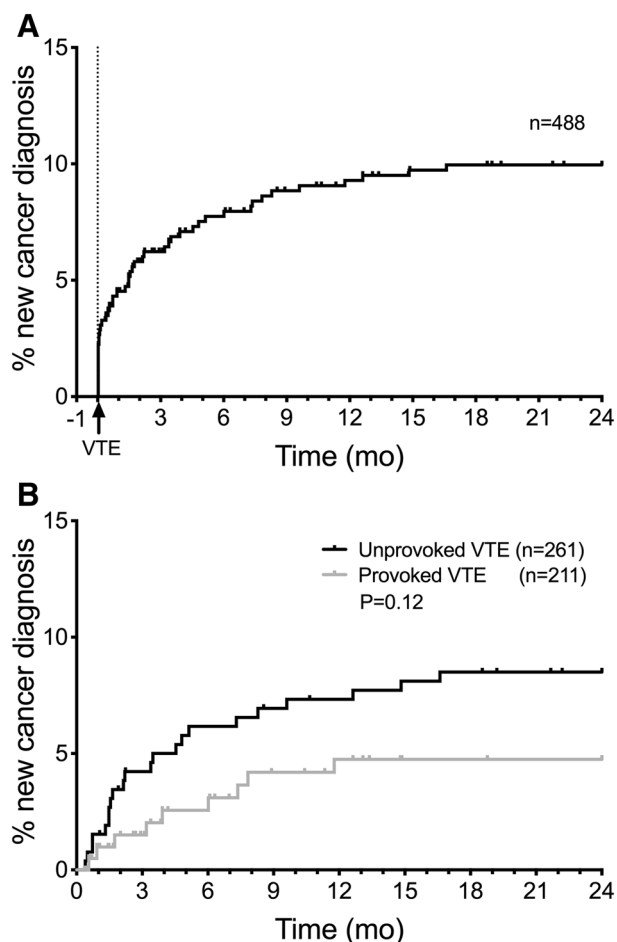 A
15
10
5
0
% new cancer diagnosis
n=488
-1 3 6 9 12 15 18 21 24
VTE
Time (mo)
B
15
10
5
0
% new cancer diagnosis
Unprovoked VTE (n=261)
Provoked VTE (n=211)
P=0.12
0 3 6 9 12 15 18 21 24
Time (mo)